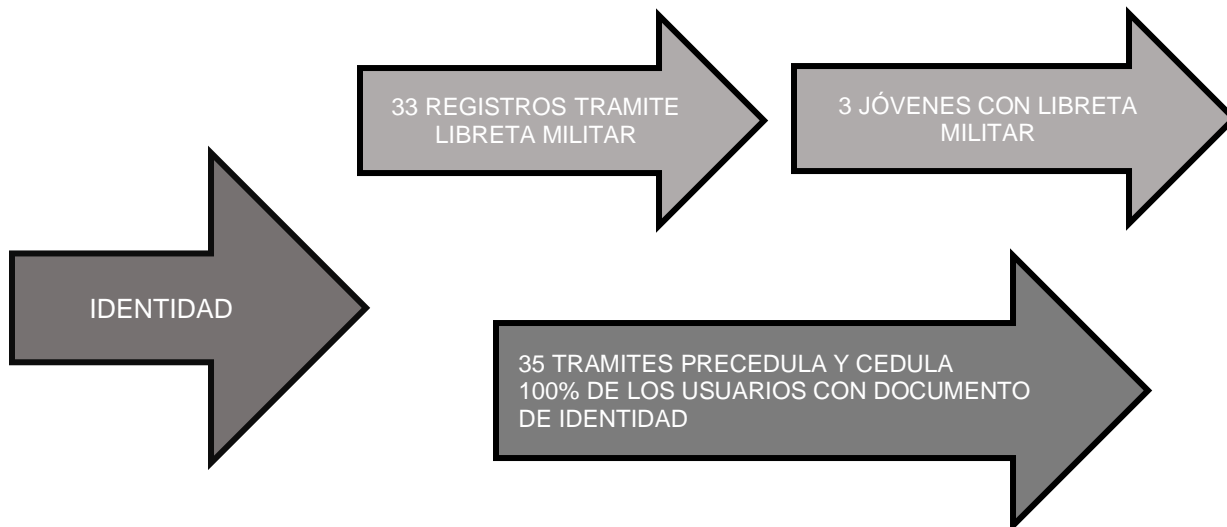 33 REGISTROS TRAMITE
LIBRETA MILITAR
3 JÓVENES CON LIBRETA
MILITAR
IDENTIDAD
35 TRAMITES PRECEDULA Y CEDULA
100% DE LOS USUARIOS CON DOCUMENTO
DE IDENTIDAD